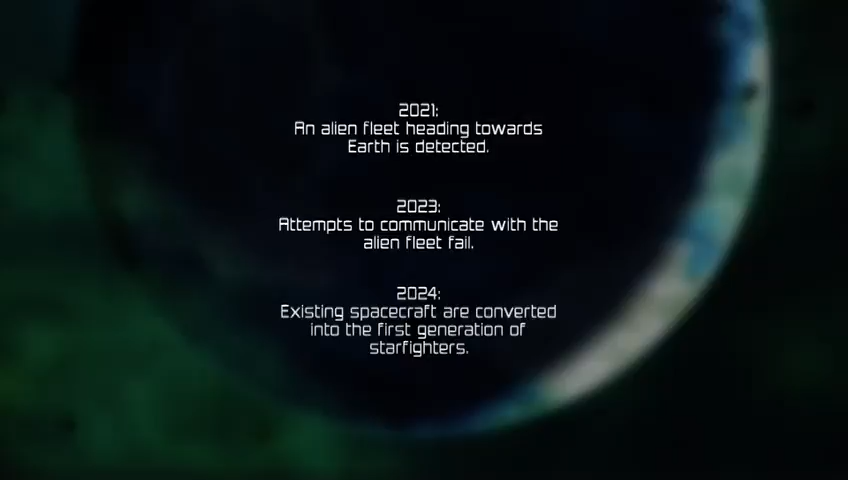 2021:
An alien fleet heading towards
Earth is detected.
2023:
Attempts to communicate with the
alien fleet fail.
2024:
Existing spacecraft are converted
into the first generation of
starfighters.